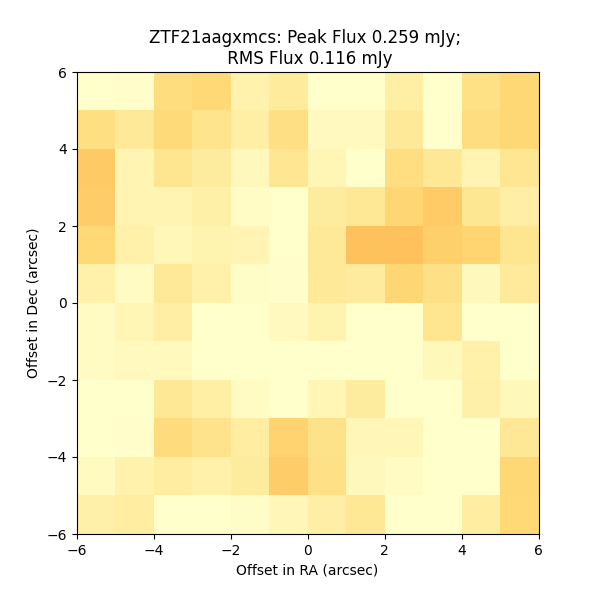 ZTF21aagxmcs: Peak Flux 0.259 mJy;
RMS Flux 0.116 mJy
6
4
2
0
−2
−4
−6
Offset in Dec (arcsec)
−6 −4 −2 0 2 4 6
Offset in RA (arcsec)